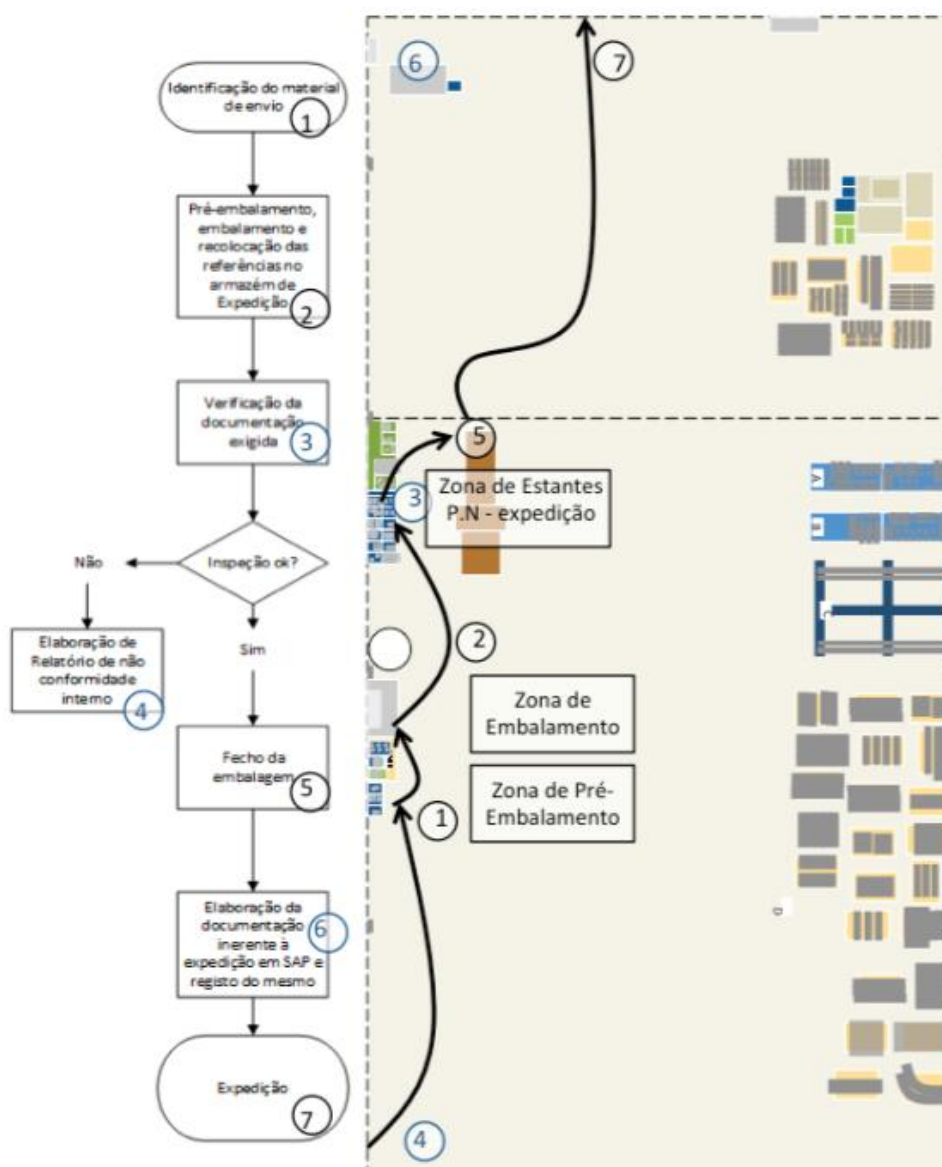 Identificação do material
de envio
1
Pré-embalamento,
embalamento e
recolocação das
referências no
armazém de
Expedição
2
Verificação da
documentação
exigida
3
Inspeção ok?
Não
Sim
Elaboração de
Relatório de não
conformidade
interno
4
Fecho da
embalagem
5
Elaboração da
documentação
inerente à
expedição em SAP e
registo do mesmo
6
Expedição
7
6
7
5
3
Zona de Estantes
P.N - expedição
2
Zona de
Embalamento
1
Zona de Pré-
Embalamento
4